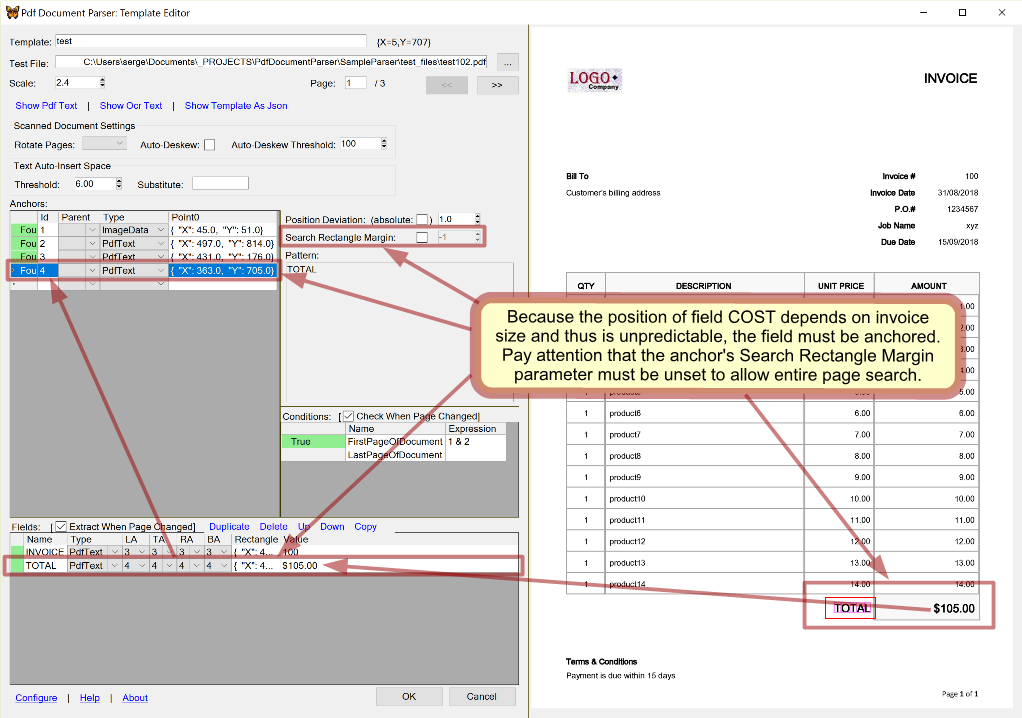 Pdf Document Parser: Template Editor
Template: test {X=5,Y=707}
Test File: C:\Users\serge\Documents\_PROJECTS\PdfDocumentParser\SampleParser\test_files\test102.pdf ...
Scale: 2.4 Page: 1 / 3 << >>
Show Pdf Text | Show Ocr Text | Show Template As Json
Scanned Document Settings
Rotate Pages: Auto-Deskew: Auto-Deskew Threshold: 100
Text Auto-Insert Space
Threshold: 6.00 Substitute:
Anchors:
Id Parent Type Point0
Fou 1 ImageData { "X": 45.0, "Y": 51.0}
Fou 2 PdfText { "X": 497.0, "Y": 814.0}
Fou 3 PdfText { "X": 431.0, "Y": 176.0}
Fou 4 PdfText { "X": 363.0, "Y": 705.0}
Position Deviation: (absolute: ) 1.0
Search Rectangle Margin: -1
Pattern:
TOTAL
Because the position of field COST depends on invoice
size and thus is unpredictable, the field must be anchored.
Pay attention that the anchor's Search Rectangle Margin
parameter must be unset to allow entire page search.
Conditions: [ Check When Page Changed]
Name Expression
True FirstPageOfDocument 1 & 2
LastPageOfDocument
Fields: [ Extract When Page Changed] Duplicate Delete Up Down Copy
Name Type LA TA RA BA Rectangle Value
INVOICE PdfText 3 3 3 3 { "X": 4... 100
TOTAL PdfText 4 4 4 4 { "X": 4... $105.00
Configure | Help | About OK Cancel
LOGO
Company
INVOICE
Bill To Invoice # 100
Customer's billing address Invoice Date 31/08/2018
P.O.# 1234567
Job Name xyz
Due Date 15/09/2018
QTY DESCRIPTION UNIT PRICE AMOUNT
1.00
2.00
3.00
4.00
5.00
1 product6 6.00 6.00
1 product7 7.00 7.00
1 product8 8.00 8.00
1 product9 9.00 9.00
1 product10 10.00 10.00
1 product11 11.00 11.00
1 product12 12.00 12.00
1 product13 13.00 13.00
1 product14 14.00 14.00
TOTAL $105.00
Terms & Conditions
Payment is due within 15 days
Page 1 of 1